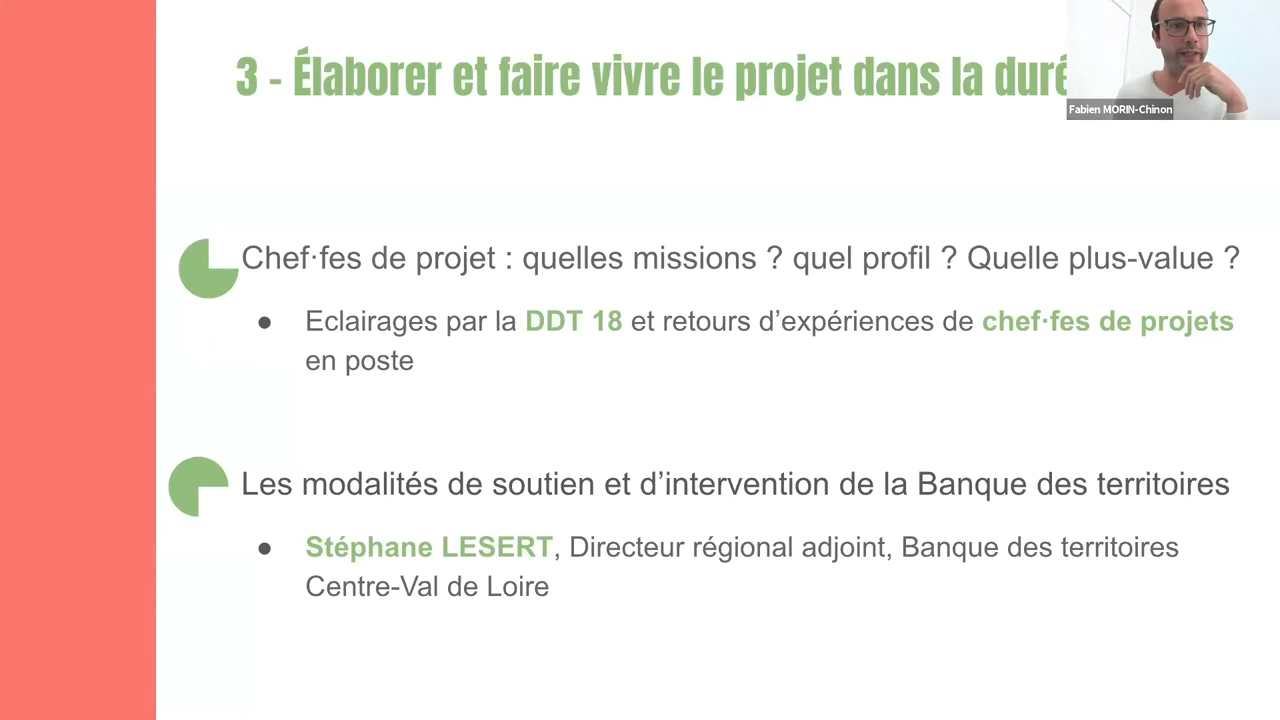 3 - Élaborer et faire vivre le projet dans la duré
Fabien MORIN-Chinon
Chef·fes de projet : quelles missions ? quel profil ? Quelle plus-value ?
● Eclairages par la DDT 18 et retours d’expériences de chef·fes de projets
en poste
Les modalités de soutien et d’intervention de la Banque des territoires
● Stéphane LESERT, Directeur régional adjoint, Banque des territoires
Centre-Val de Loire